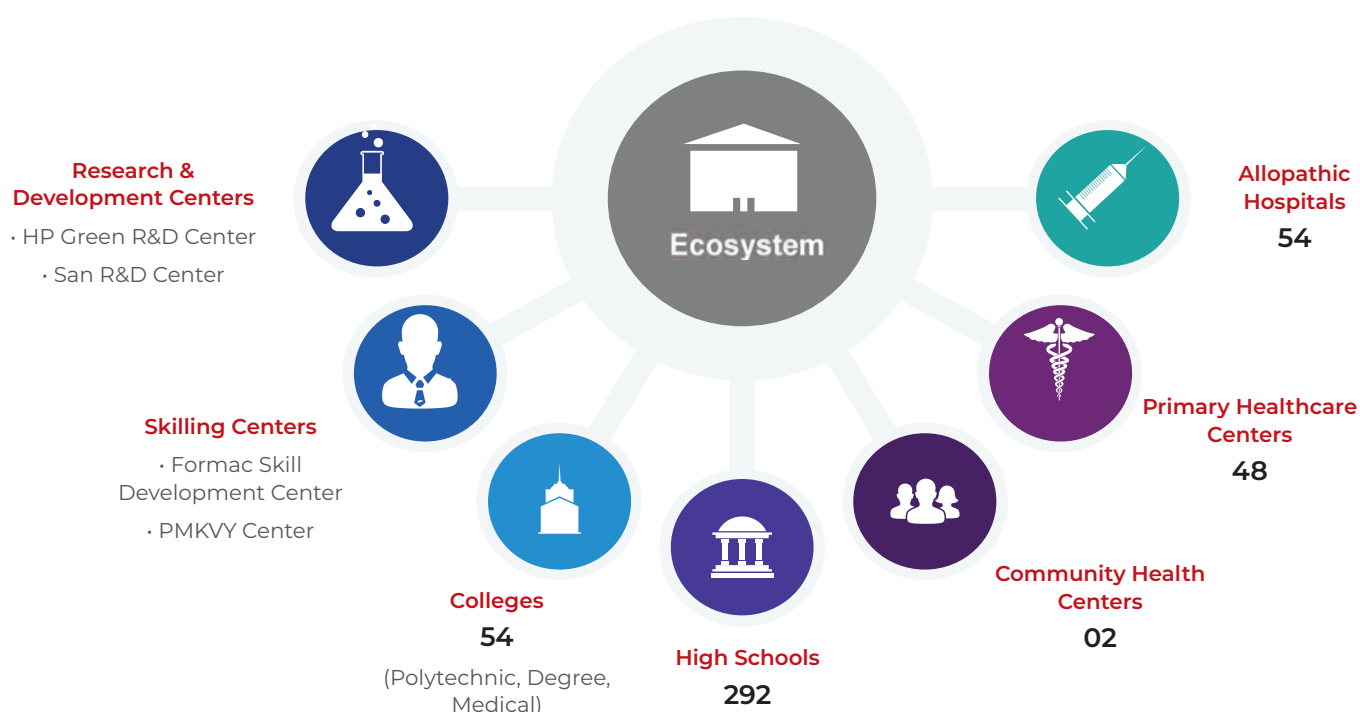 Ecosystem
Research &
Development Centers
· HP Green R&D Center
· San R&D Center
Skilling Centers
· Formac Skill
Development Center
· PMKVY Center
Colleges
54
(Polytechnic, Degree,
Medical)
High Schools
292
Community Health
Centers
02
Primary Healthcare
Centers
48
Allopathic
Hospitals
54